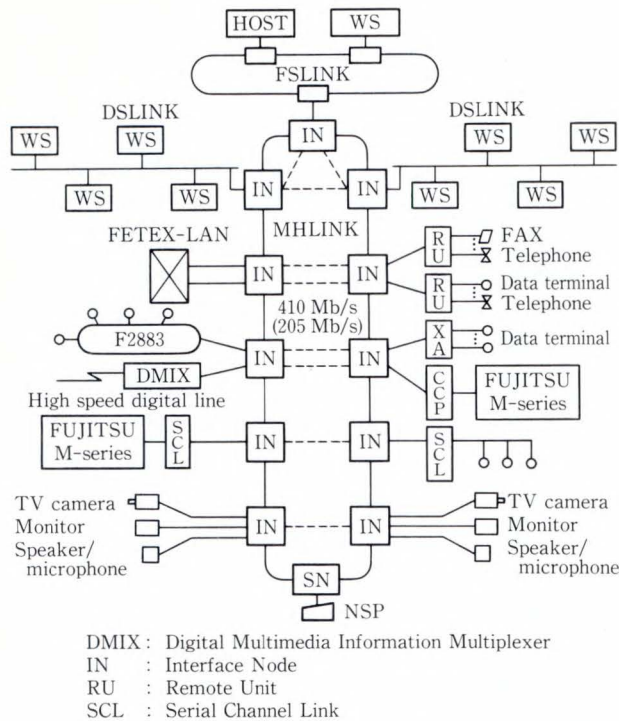 HOST
WS
FSLINK
IN
DSLINK
DSLINK
WS
WS
WS
WS
WS
WS
WS
WS
IN
IN
FETEX-LAN
MHLINK
IN
IN
RU
FAX
Telephone
RU
Data terminal
Telephone
410 Mb/s
(205 Mb/s)
F2883
DMIX
High speed digital line
IN
IN
XA
Data terminal
CCP
FUJITSU
M-series
FUJITSU
M-series
SCL
IN
IN
SCL
TV camera
Monitor
Speaker/
microphone
IN
IN
TV camera
Monitor
Speaker/
microphone
SN
NSP
DMIX : Digital Multimedia Information Multiplexer
IN : Interface Node
RU : Remote Unit
SCL : Serial Channel Link